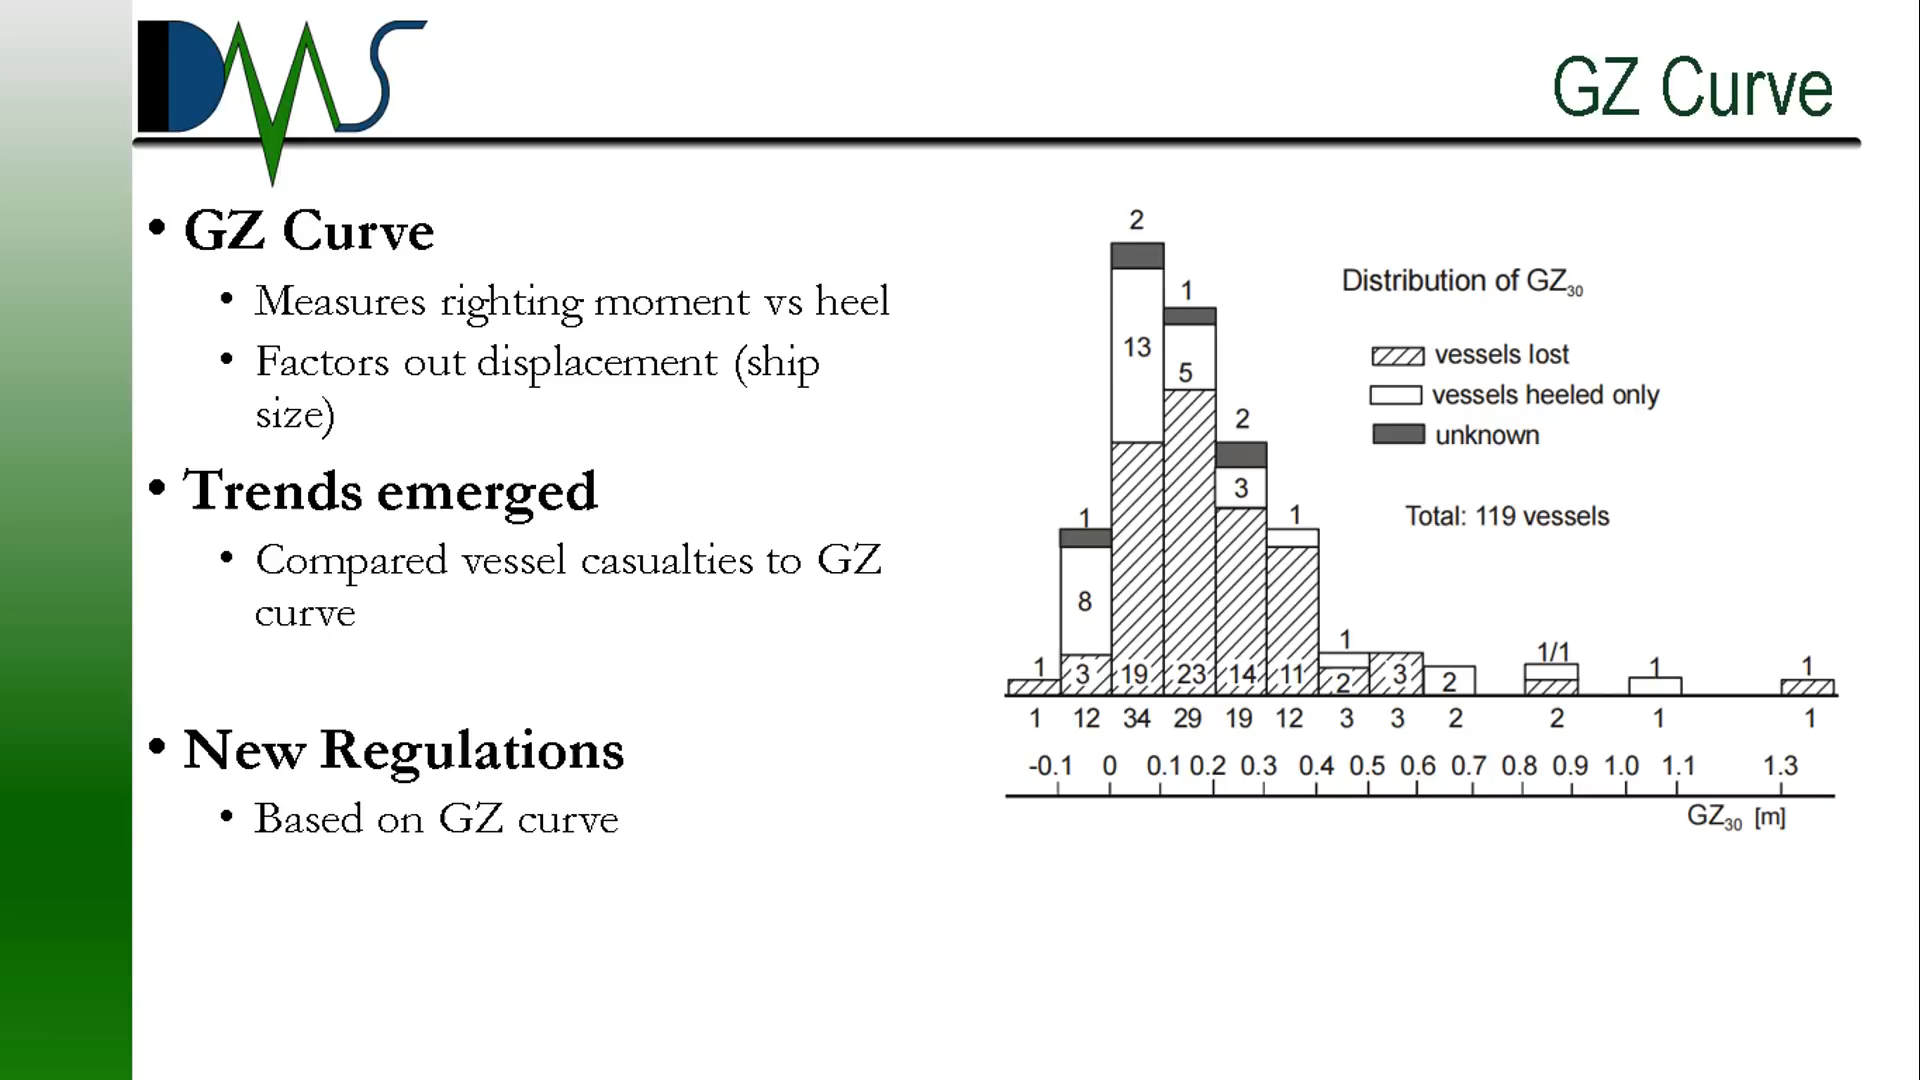 DMS
GZ Curve
• GZ Curve
• Measures righting moment vs heel
• Factors out displacement (ship
size)
• Trends emerged
• Compared vessel casualties to GZ
curve
• New Regulations
• Based on GZ curve
Distribution of GZ30
vessels lost
vessels heeled only
unknown
Total: 119 vessels
2
1
13
5
2
3
1
1
8
1
1/1
1
1
1
3
19
23
14
11
2
3
2
1 12 34 29 19 12 3 3 2 2 1 1
-0.1 0 0.1 0.2 0.3 0.4 0.5 0.6 0.7 0.8 0.9 1.0 1.1 1.3
GZ30 [m]